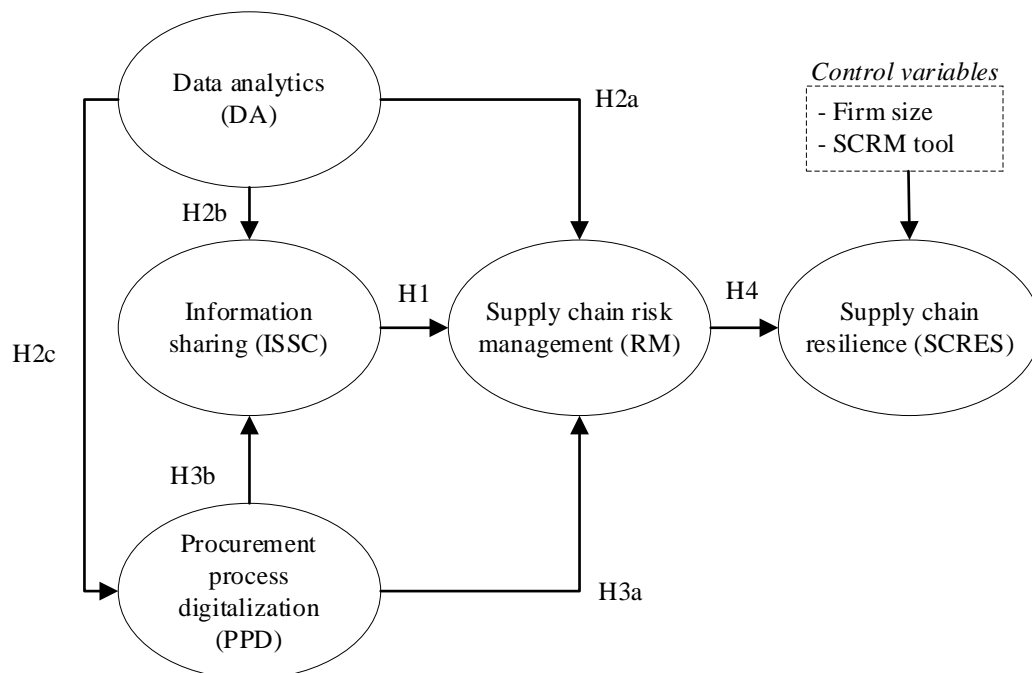 Data analytics
(DA)
Control variables
- Firm size
- SCRM tool
H2a
H2b
Information
sharing (ISSC)
H1
Supply chain risk
management (RM)
H4
Supply chain
resilience (SCRES)
H2c
H3b
Procurement
process
digitalization
(PPD)
H3a